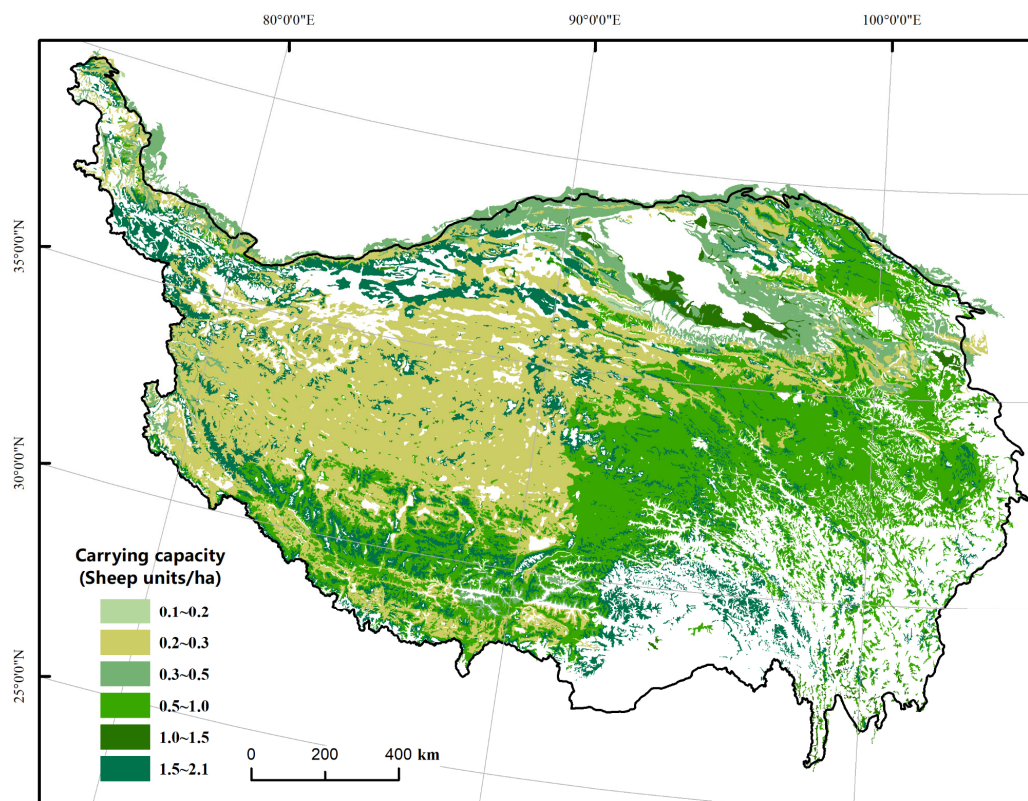 80°0'0"E
90°0'0"E
100°0'0"E
35°0'0"N
30°0'0"N
25°0'0"N
Carrying capacity
(Sheep units/ha)
0.1~0.2
0.2~0.3
0.3~0.5
0.5~1.0
1.0~1.5
1.5~2.1
0 200 400 km